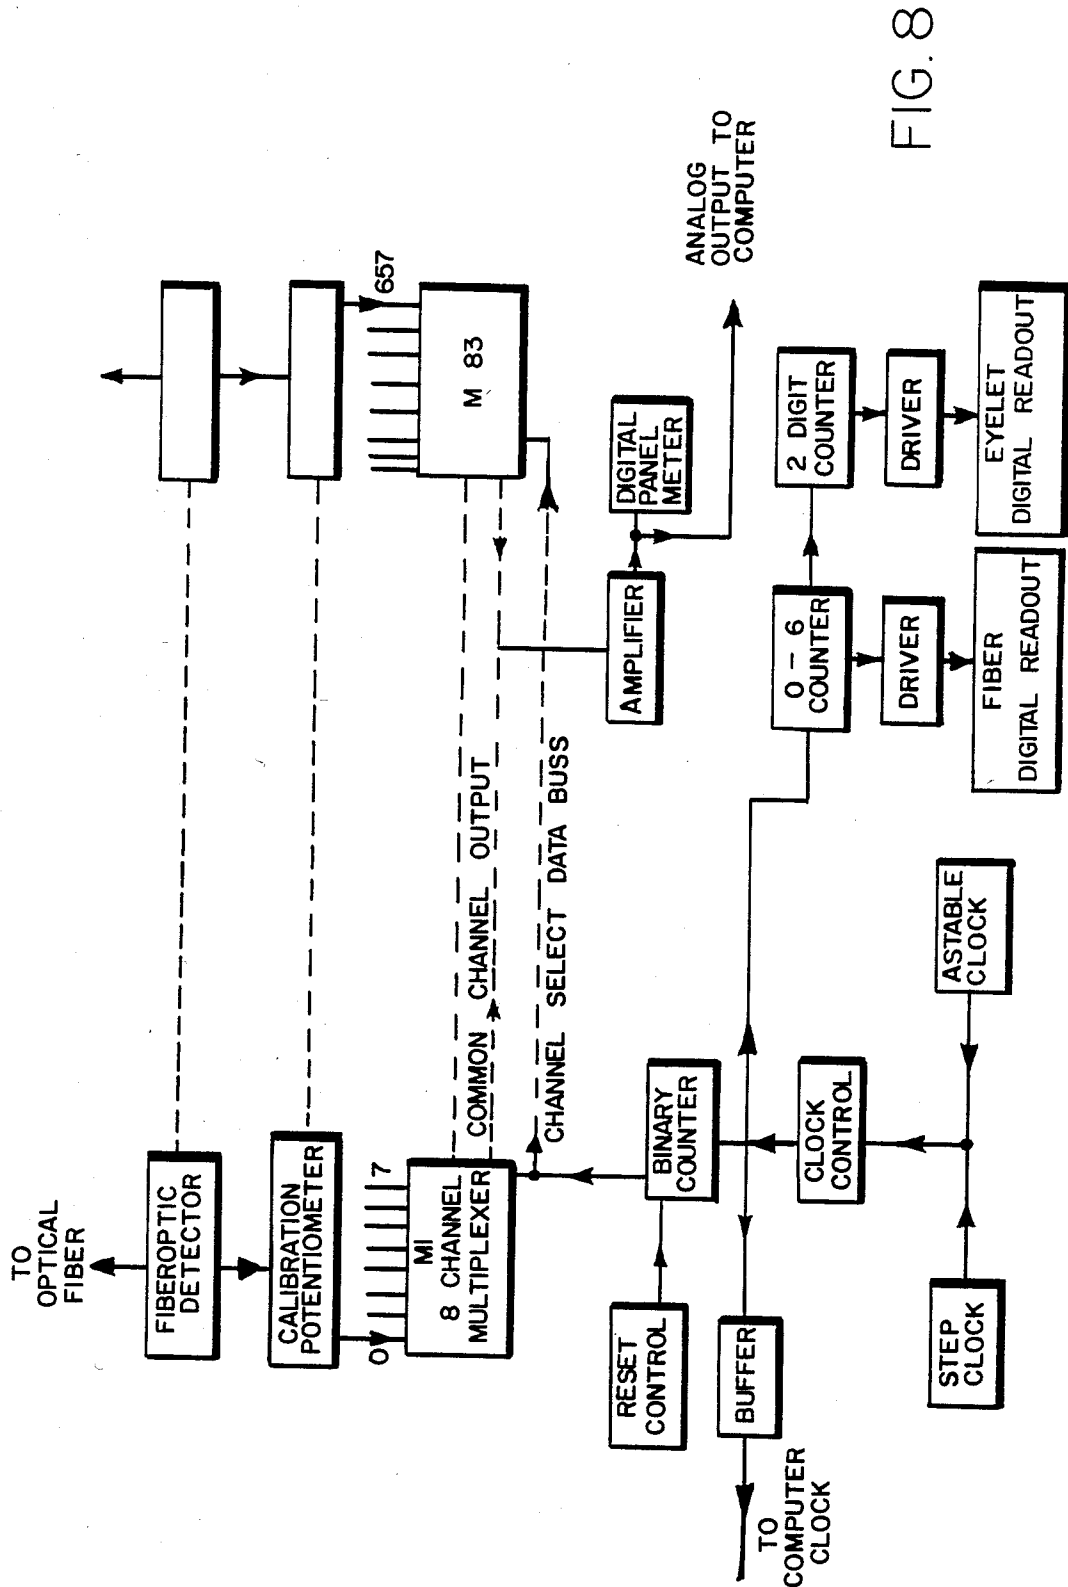 TO
OPTICAL
FIBER
FIBEROPTIC
DETECTOR
CALIBRATION
POTENTIOMETER
0
7
657
M1
8 CHANNEL
MULTIPLEXER
M 83
COMMON CHANNEL OUTPUT
CHANNEL SELECT DATA BUSS
RESET
CONTROL
BINARY
COUNTER
AMPLIFIER
DIGITAL
PANEL
METER
ANALOG
OUTPUT TO
COMPUTER
BUFFER
TO
COMPUTER
CLOCK
CLOCK
CONTROL
0 - 6
COUNTER
2 DIGIT
COUNTER
DRIVER
DRIVER
STEP
CLOCK
ASTABLE
CLOCK
FIBER
DIGITAL READOUT
EYELET
DIGITAL READOUT
FIG. 8